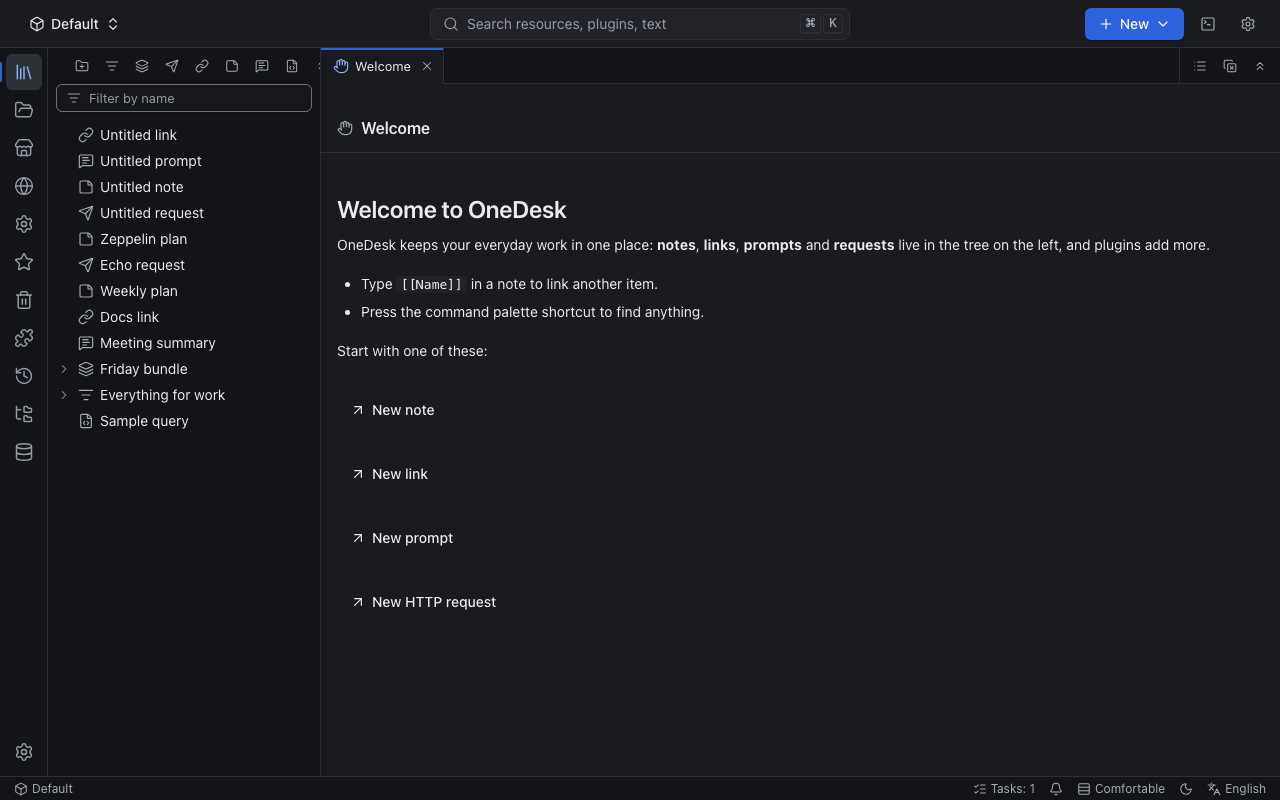 Default
Search resources, plugins, text
⌘ K
New
Welcome
Filter by name
Untitled link
Untitled prompt
Untitled note
Untitled request
Zeppelin plan
Echo request
Weekly plan
Docs link
Meeting summary
Friday bundle
Everything for work
Sample query
Welcome
Welcome to OneDesk
OneDesk keeps your everyday work in one place: notes, links, prompts and requests live in the tree on the left, and plugins add more.
Type [[Name]] in a note to link another item.
Press the command palette shortcut to find anything.
Start with one of these:
New note
New link
New prompt
New HTTP request
Default
Tasks: 1
Comfortable
English